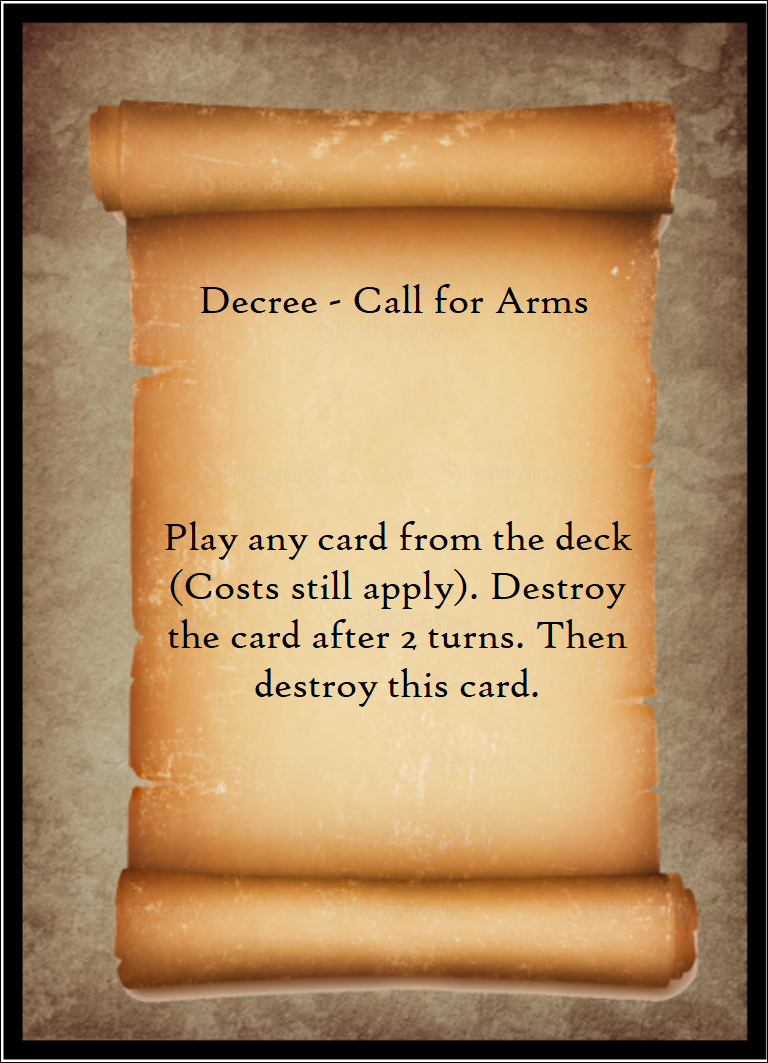 Decree - Call for Arms
Play any card from the deck
(Costs still apply). Destroy
the card after 2 turns. Then
destroy this card.